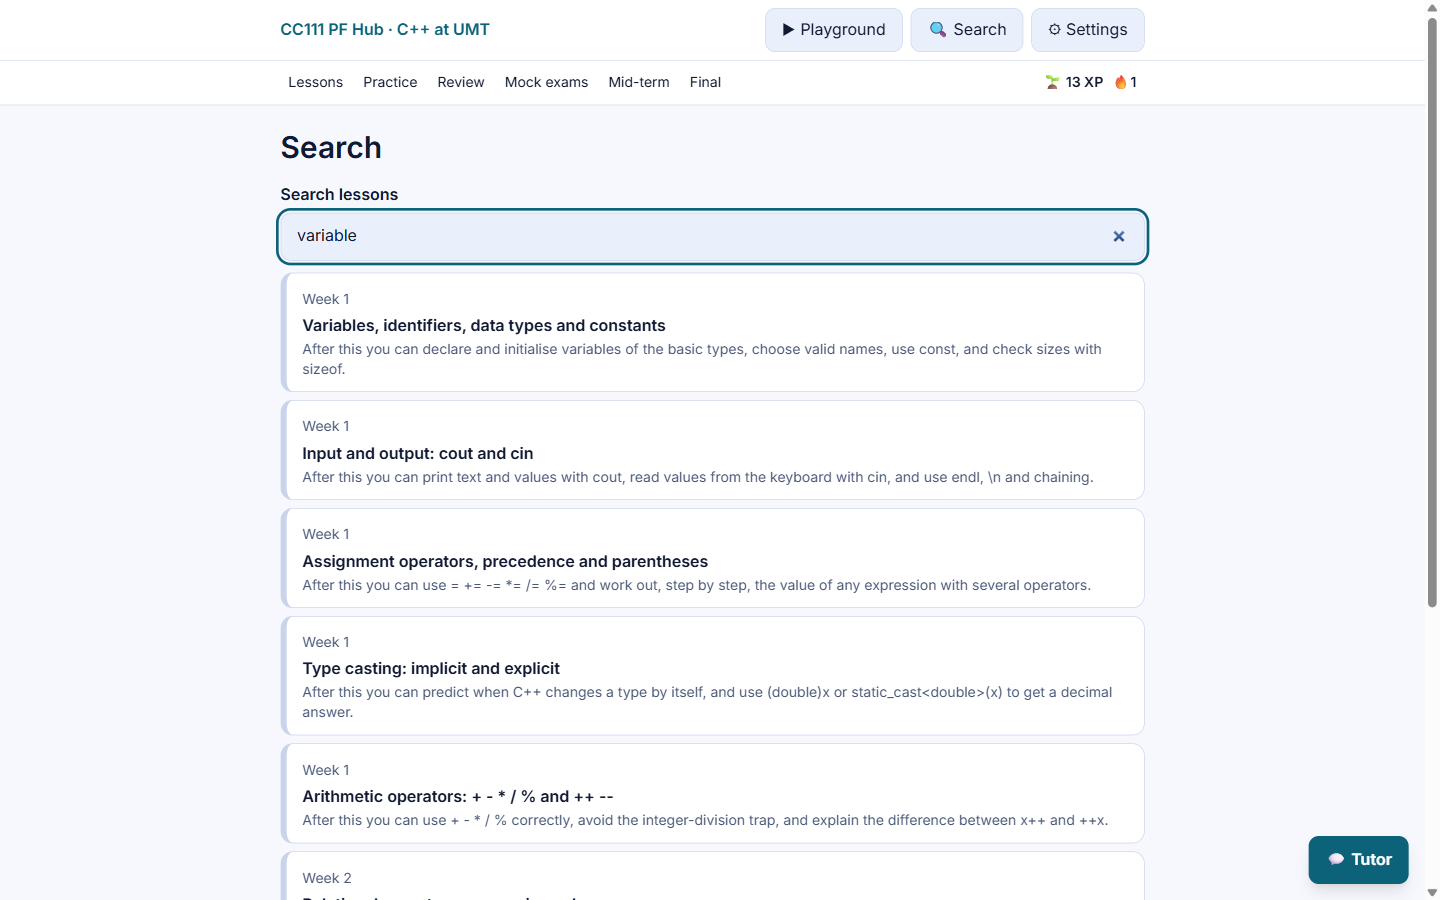 CC111 PF Hub · C++ at UMT
▶ Playground
🔍 Search
⚙ Settings
Lessons
Practice
Review
Mock exams
Mid-term
Final
🌱 13 XP
🔥 1
Search
Search lessons
variable
×
Week 1
Variables, identifiers, data types and constants
After this you can declare and initialise variables of the basic types, choose valid names, use const, and check sizes with
sizeof.
Week 1
Input and output: cout and cin
After this you can print text and values with cout, read values from the keyboard with cin, and use endl, \n and chaining.
Week 1
Assignment operators, precedence and parentheses
After this you can use = += -= *= /= %= and work out, step by step, the value of any expression with several operators.
Week 1
Type casting: implicit and explicit
After this you can predict when C++ changes a type by itself, and use (double)x or static_cast<double>(x) to get a decimal
answer.
Week 1
Arithmetic operators: + - * / % and ++ --
After this you can use + - * / % correctly, avoid the integer-division trap, and explain the difference between x++ and ++x.
Week 2
💬 Tutor